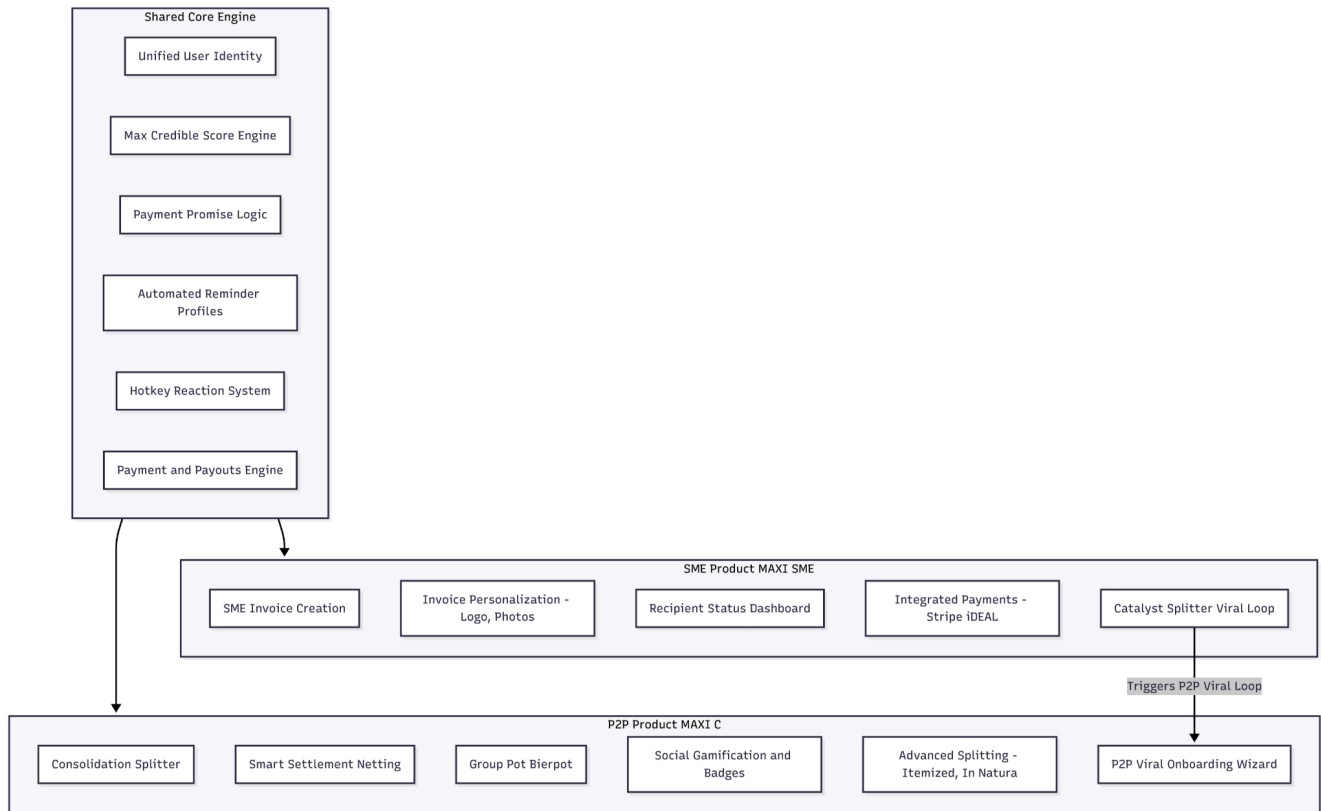 Shared Core Engine
Unified User Identity
Max Credible Score Engine
Payment Promise Logic
Automated Reminder
Profiles
Hotkey Reaction System
Payment and Payouts Engine
SME Product MAXI SME
SME Invoice Creation
Invoice Personalization -
Logo, Photos
Recipient Status Dashboard
Integrated Payments -
Stripe iDEAL
Catalyst Splitter Viral Loop
Triggers P2P Viral Loop
P2P Product MAXI C
Consolidation Splitter
Smart Settlement Netting
Group Pot Bierpot
Social Gamification and
Badges
Advanced Splitting -
Itemized, In Natura
P2P Viral Onboarding Wizard